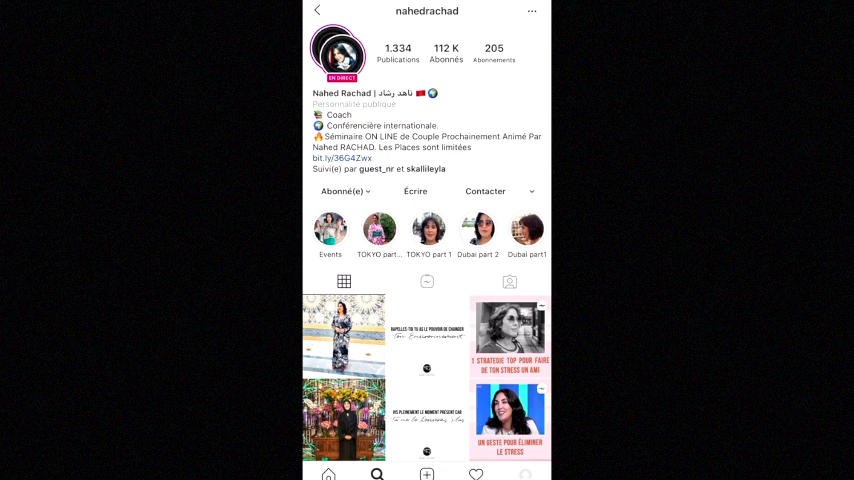 nahedrachad
1.334
112 K
205
Publications
Abonnés
Abonnements
EN DIRECT
Nahed Rachad | ناهد رشاد
Personnalité publique
Coach
Conférencière internationale.
Séminaire ON LINE de Couple Prochainement Animé Par
Nahed RACHAD. Les Places sont limitées
bit.ly/36G4Zwx
Suivi(e) par guest_nr et skallileyla
Abonné(e)
Écrire
Contacter
Events
TOKYO part...
TOKYO part 1
Dubai part 2
Dubai part1
RAPELLES-TOI TU AS LE POUVOIR DE CHANGER
Ton Environnement
1 STRATEGIE TOP POUR FAIRE
DE TON STRESS UN AMI
VIS PLEINEMENT LE MOMENT PRÉSENT CAR
UN GESTE POUR ÉLIMINER
LE STRESS